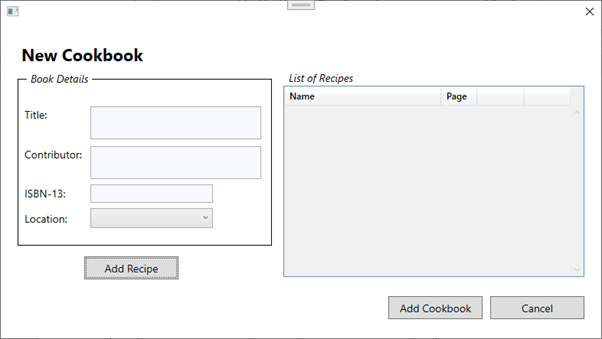 New Cookbook
Book Details
Title:
Contributor:
ISBN-13:
Location:
Add Recipe
List of Recipes
Name Page
Add Cookbook Cancel